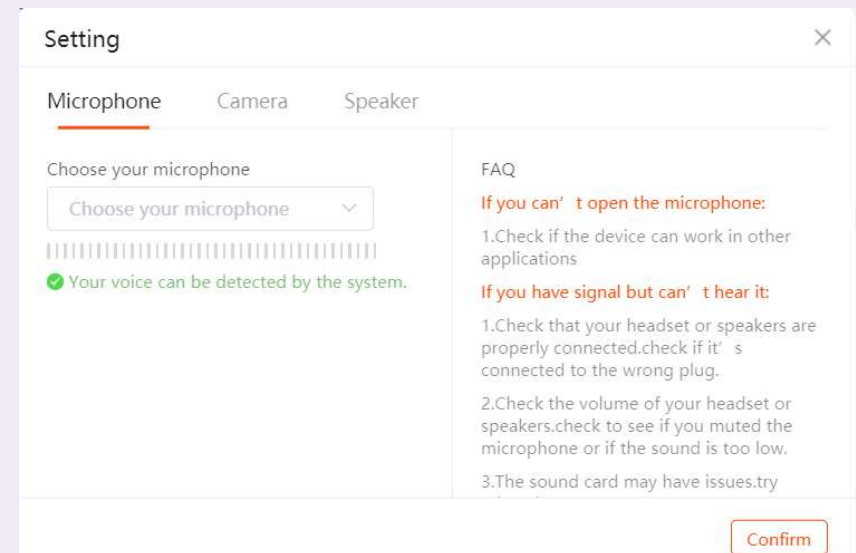 Setting
Microphone Camera Speaker
Choose your microphone
Choose your microphone
Your voice can be detected by the system.
FAQ
If you can’ t open the microphone:
1.Check if the device can work in other
applications
If you have signal but can’ t hear it:
1.Check that your headset or speakers are
properly connected.check if it’ s
connected to the wrong plug.
2.Check the volume of your headset or
speakers.check to see if you muted the
microphone or if the sound is too low.
3.The sound card may have issues.try
Confirm